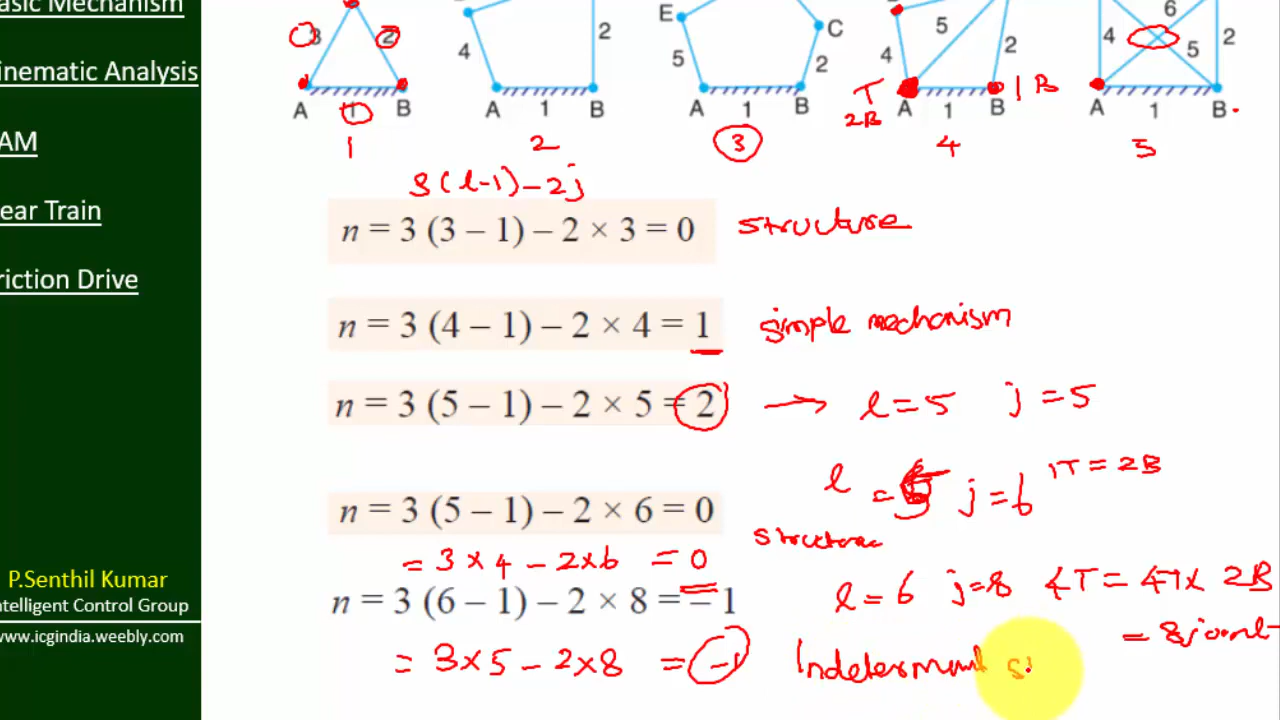 asic Mechanism
inematic Analysis
AM
ear Train
riction Drive
P.Senthil Kumar
ntelligent Control Group
www.icgindia.weebly.com
3 2 A 1 B 1
4 2 A 1 B 2
E C 5 2 A 1 B 3
5 4 2 T A 1 B 1B 2B 4
6 4 5 2 A 1 B 5
3(l-1)-2j
n = 3 (3 – 1) – 2 × 3 = 0 structure
n = 3 (4 – 1) – 2 × 4 = 1 simple mechanism
n = 3 (5 – 1) – 2 × 5 = 2 → l=5 j=5
l = 5 j=6 1T=2B
n = 3 (5 – 1) – 2 × 6 = 0 structure
= 3×4 – 2×6 = 0
n = 3 (6 – 1) – 2 × 8 = – 1 l=6 j=8 4T= 2B
= 3×5 – 2×8 = -1